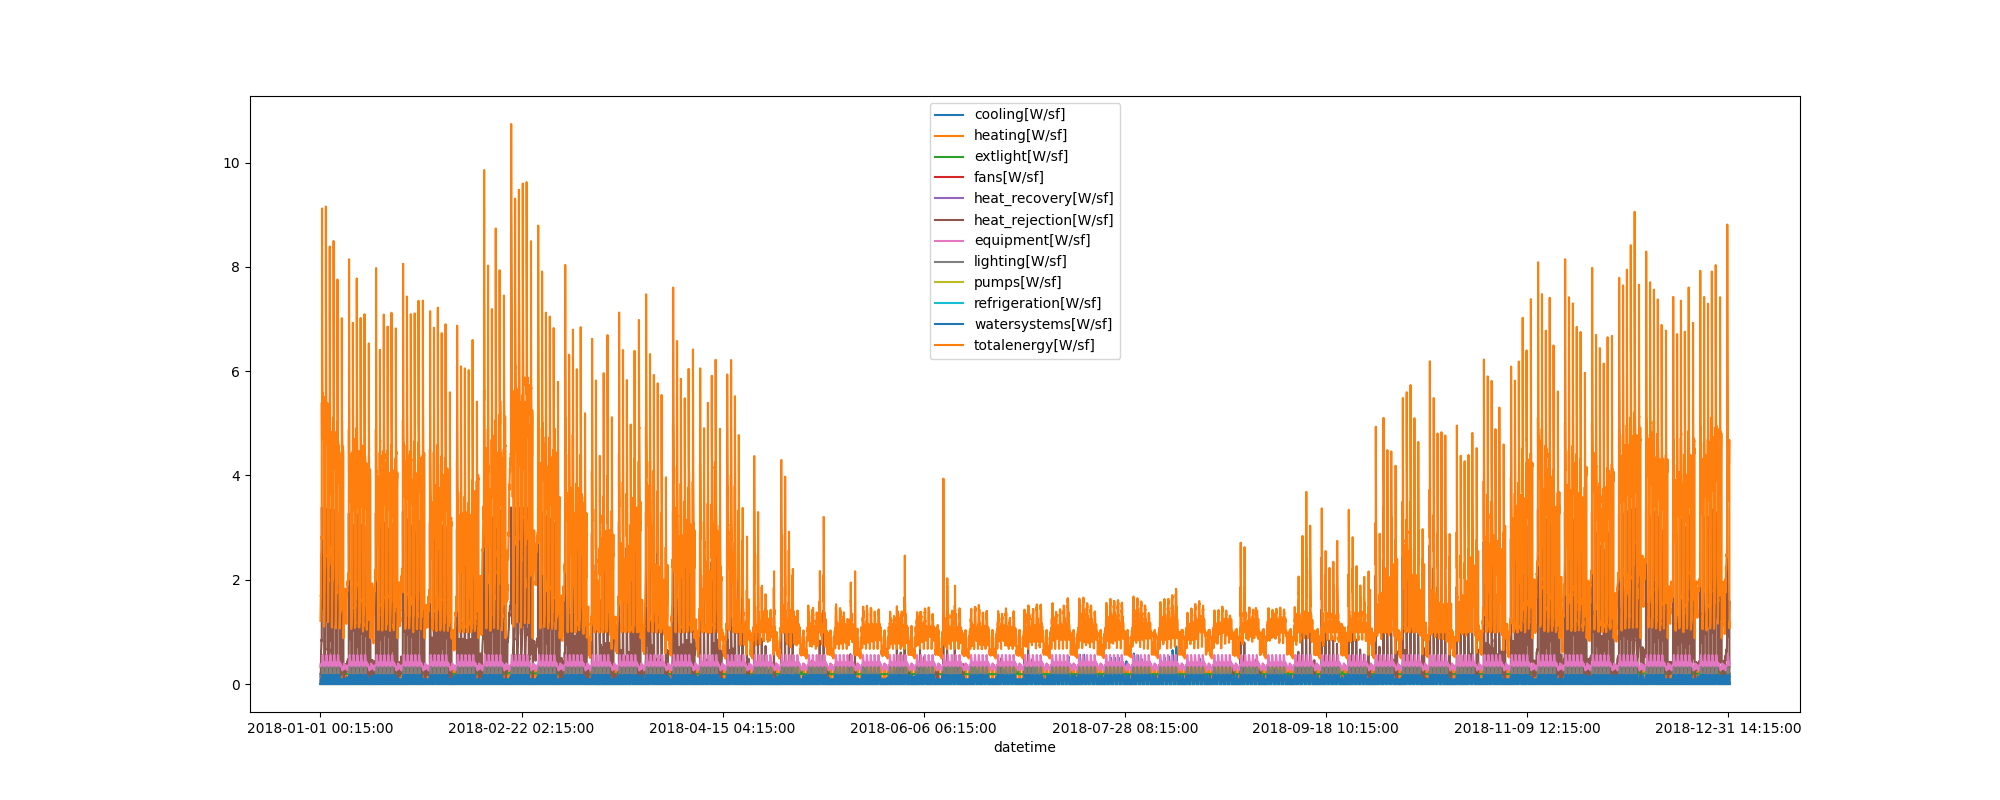 cooling[W/sf]
heating[W/sf]
extlight[W/sf]
fans[W/sf]
heat_recovery[W/sf]
heat_rejection[W/sf]
equipment[W/sf]
lighting[W/sf]
pumps[W/sf]
refrigeration[W/sf]
watersystems[W/sf]
totalenergy[W/sf]
10
8
6
4
2
0
2018-01-01 00:15:00
2018-02-22 02:15:00
2018-04-15 04:15:00
2018-06-06 06:15:00
2018-07-28 08:15:00
2018-09-18 10:15:00
2018-11-09 12:15:00
2018-12-31 14:15:00
datetime